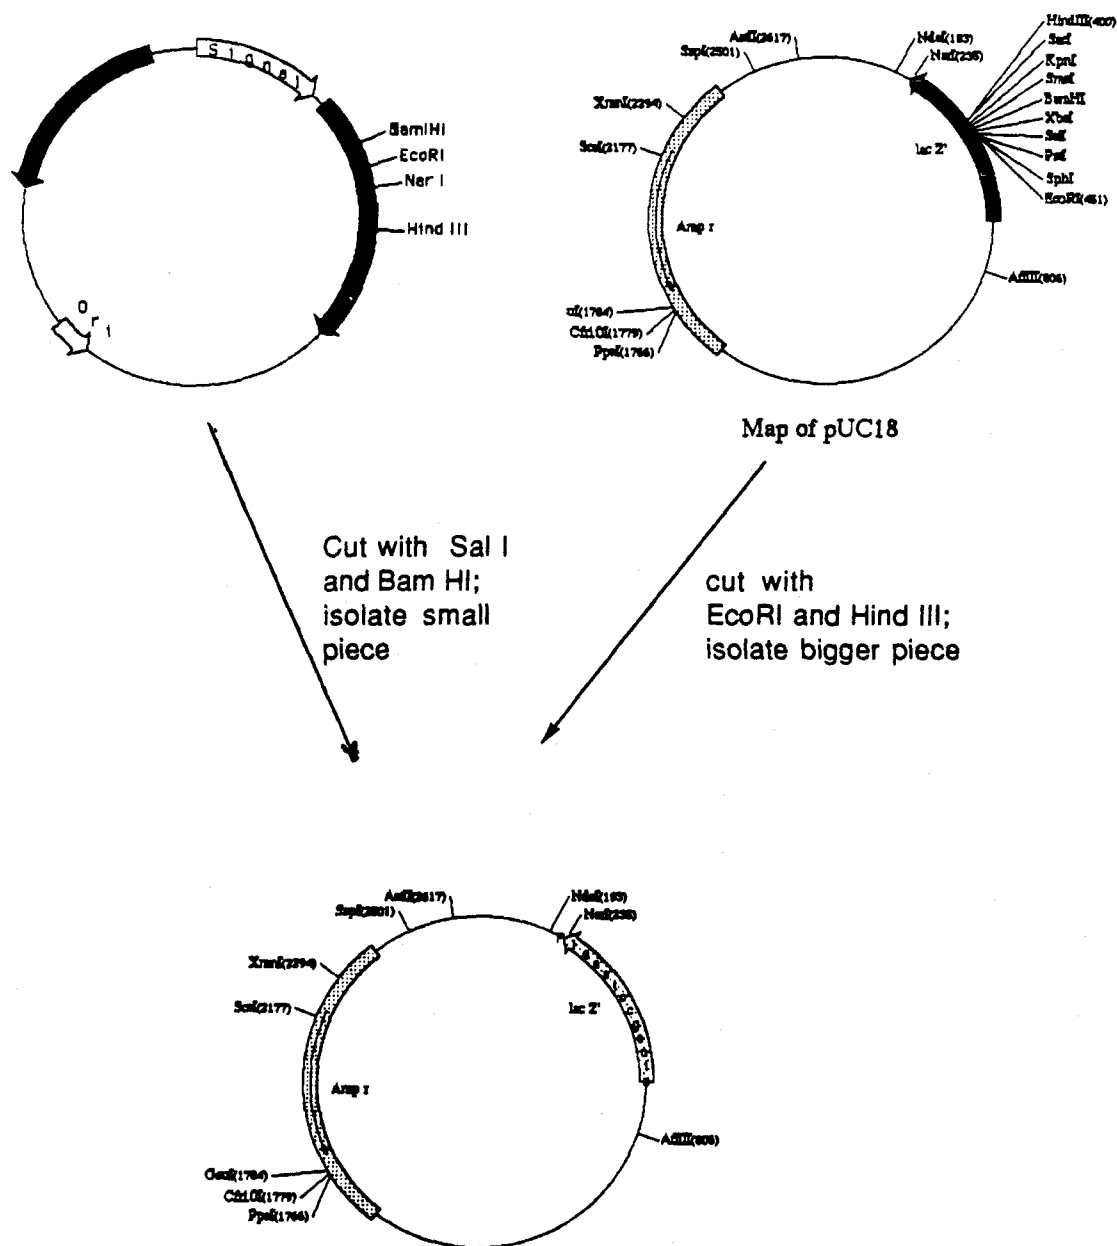 BamIHI
EcoRI
Nar I
Hind III
ori
SspI(2501)
AatII(2617)
NdeI(183)
NarI(235)
HindIII(400)
SacI
KpnI
SmaI
BamHI
XbaI
SalI
PstI
SphI
EcoRI(451)
XmnI(2294)
ScaI(2177)
lac Z'
Amp r
AflIII(806)
Cfr10I(1779)
PpaI(1766)
Map of pUC18
Cut with Sal I
and Bam HI;
isolate small
piece
cut with
EcoRI and Hind III;
isolate bigger piece
AatII(2617)
SspI(2501)
NdeI(183)
NarI(235)
XmnI(2294)
ScaI(2177)
lac Z'
Amp r
AflIII(806)
GsuI(1784)
Cfr10I(1779)
PpaI(1766)